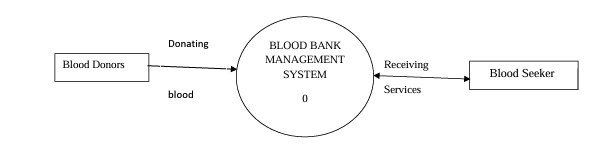 Donating
Blood Donors
blood
BLOOD BANK
MANAGEMENT
SYSTEM
0
Receiving
Services
Blood Seeker